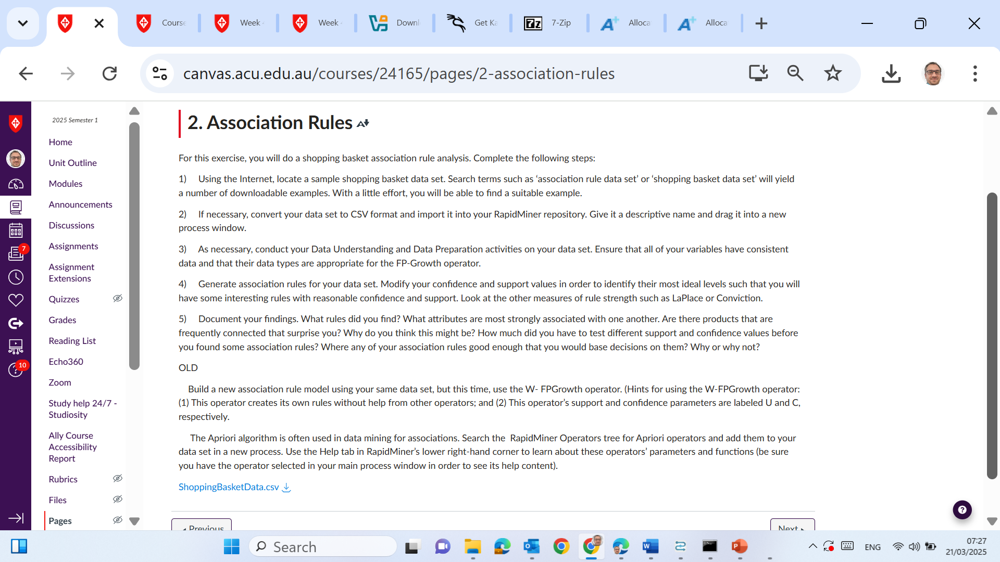 Course
Week 4
Week
Downl
Get Ka
7-Zip
Alloca
Alloca
canvas.acu.edu.au/courses/24165/pages/2-association-rules
2025 Semester 1
Home
Unit Outline
Modules
Announcements
Discussions
Assignments
Assignment
Extensions
Quizzes
Grades
Reading List
Echo360
Zoom
Study help 24/7 -
Studiosity
Ally Course
Accessibility
Report
Rubrics
Files
Pages
7
10
2. Association Rules
For this exercise, you will do a shopping basket association rule analysis. Complete the following steps:
1) Using the Internet, locate a sample shopping basket data set. Search terms such as ‘association rule data set’ or ‘shopping basket data set’ will yield
a number of downloadable examples. With a little effort, you will be able to find a suitable example.
2) If necessary, convert your data set to CSV format and import it into your RapidMiner repository. Give it a descriptive name and drag it into a new
process window.
3) As necessary, conduct your Data Understanding and Data Preparation activities on your data set. Ensure that all of your variables have consistent
data and that their data types are appropriate for the FP-Growth operator.
4) Generate association rules for your data set. Modify your confidence and support values in order to identify their most ideal levels such that you will
have some interesting rules with reasonable confidence and support. Look at the other measures of rule strength such as LaPlace or Conviction.
5) Document your findings. What rules did you find? What attributes are most strongly associated with one another. Are there products that are
frequently connected that surprise you? Why do you think this might be? How much did you have to test different support and confidence values before
you found some association rules? Where any of your association rules good enough that you would base decisions on them? Why or why not?
OLD
Build a new association rule model using your same data set, but this time, use the W- FPGrowth operator. (Hints for using the W-FPGrowth operator:
(1) This operator creates its own rules without help from other operators; and (2) This operator’s support and confidence parameters are labeled U and C,
respectively.
The Apriori algorithm is often used in data mining for associations. Search the RapidMiner Operators tree for Apriori operators and add them to your
data set in a new process. Use the Help tab in RapidMiner’s lower right-hand corner to learn about these operators’ parameters and functions (be sure
you have the operator selected in your main process window in order to see its help content).
ShoppingBasketData.csv
Previous
Next
Search
ENG
07:27
21/03/2025